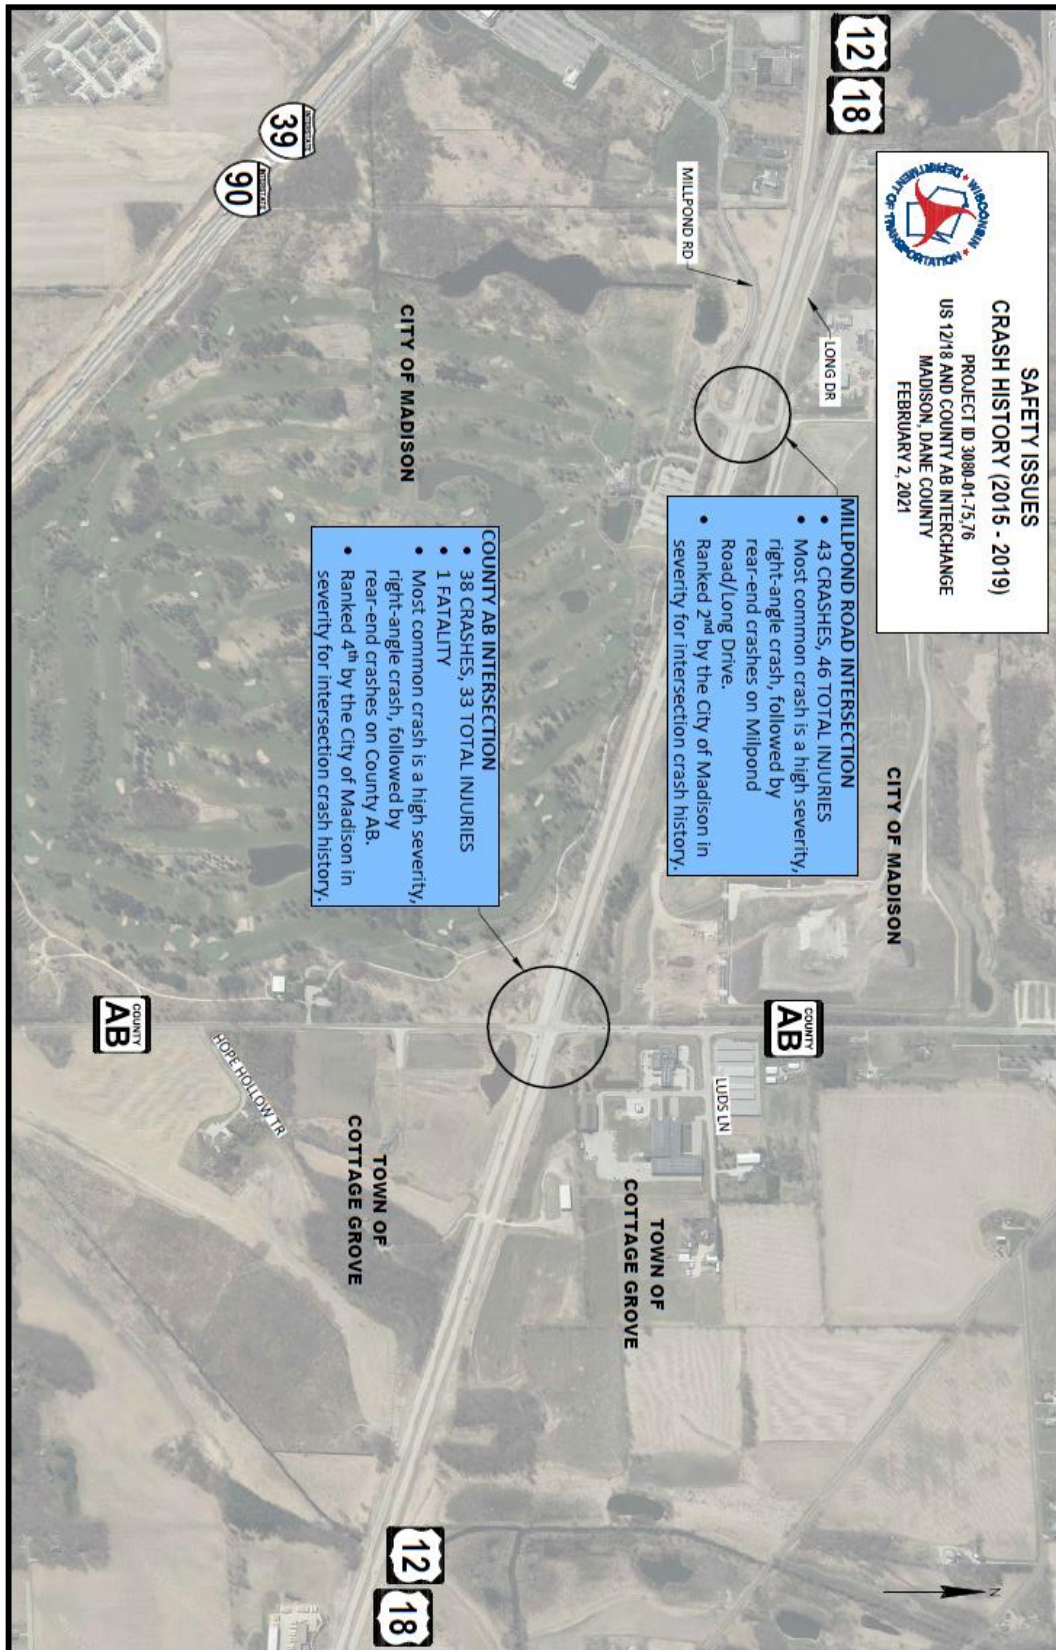 SAFETY ISSUES
CRASH HISTORY (2015 - 2019)
PROJECT ID 3080-01-75,76
US 12/18 AND COUNTY AB INTERCHANGE
MADISON, DANE COUNTY
FEBRUARY 2, 2021
WISCONSIN
DEPARTMENT OF TRANSPORTATION
12
18
N
LONG DR
MILLPOND RD
CITY OF MADISON
MILLPOND ROAD INTERSECTION
• 43 CRASHES, 46 TOTAL INJURIES
• Most common crash is a high severity,
right-angle crash, followed by
rear-end crashes on Milpond
Road/Long Drive.
• Ranked 2nd by the City of Madison in
severity for intersection crash history.
COUNTY
AB
LUDS LN
TOWN OF
COTTAGE GROVE
INTERSTATE
39
INTERSTATE
90
CITY OF MADISON
COUNTY AB INTERSECTION
• 38 CRASHES, 33 TOTAL INJURIES
• 1 FATALITY
• Most common crash is a high severity,
right-angle crash, followed by
rear-end crashes on County AB.
• Ranked 4th by the City of Madison in
severity for intersection crash history.
TOWN OF
COTTAGE GROVE
12
18
HOPE HOLLOW TR
COUNTY
AB